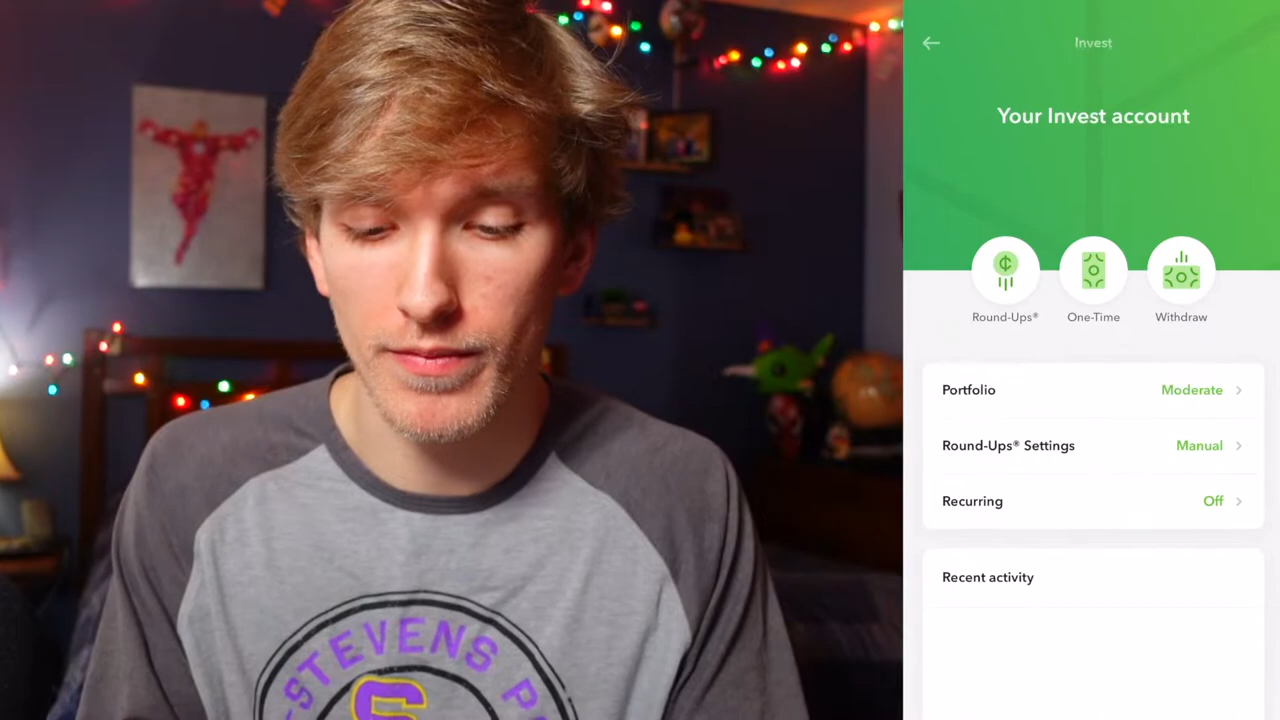 Invest
Your Invest account
Round-Ups®
One-Time
Withdraw
Portfolio
Moderate
Round-Ups® Settings
Manual
Recurring
Off
Recent activity
-STEVENS P
S